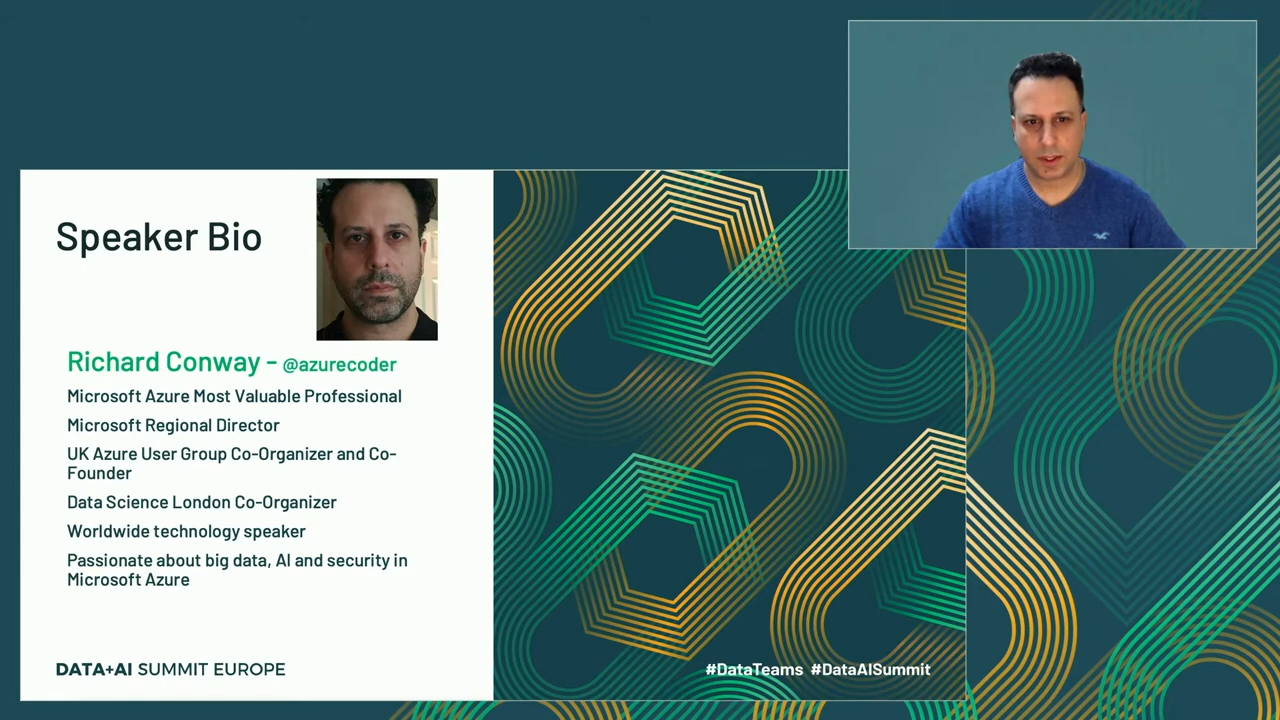 Speaker Bio
Richard Conway - @azurecoder
Microsoft Azure Most Valuable Professional
Microsoft Regional Director
UK Azure User Group Co-Organizer and Co-
Founder
Data Science London Co-Organizer
Worldwide technology speaker
Passionate about big data, AI and security in
Microsoft Azure
DATA+AI SUMMIT EUROPE
#DataTeams #DataAISummit